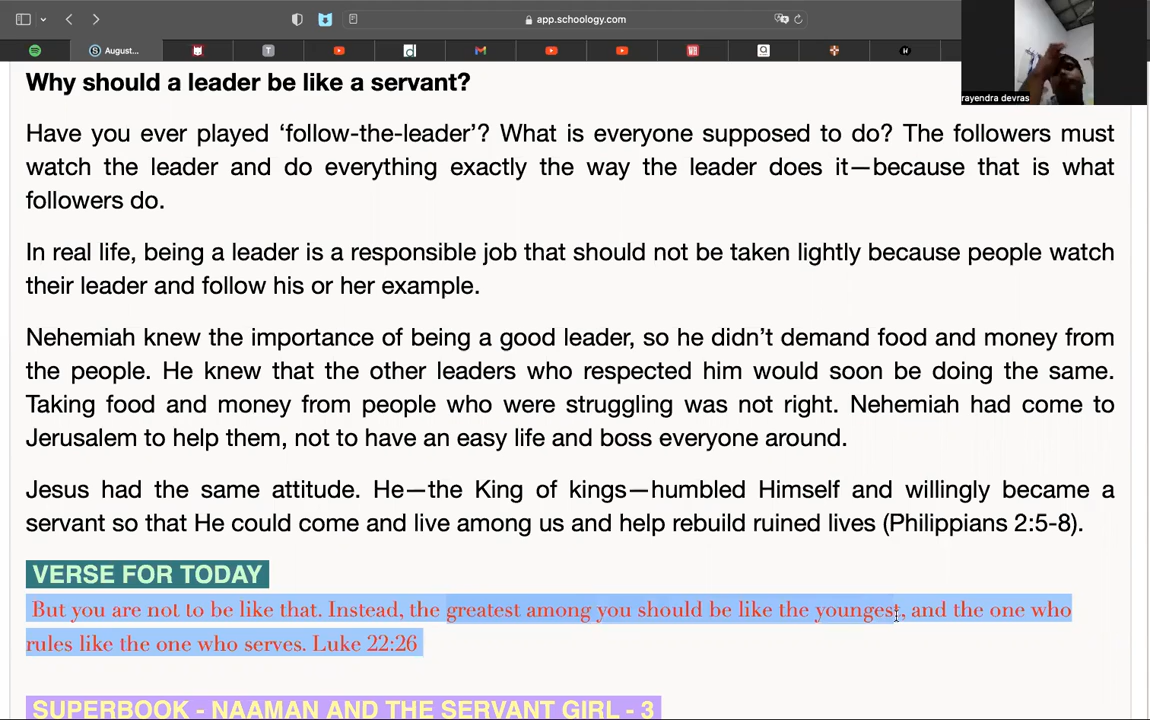 app.schoology.com
August...
rayendra devras
Why should a leader be like a servant?
Have you ever played ‘follow-the-leader’? What is everyone supposed to do? The followers must
watch the leader and do everything exactly the way the leader does it—because that is what
followers do.
In real life, being a leader is a responsible job that should not be taken lightly because people watch
their leader and follow his or her example.
Nehemiah knew the importance of being a good leader, so he didn’t demand food and money from
the people. He knew that the other leaders who respected him would soon be doing the same.
Taking food and money from people who were struggling was not right. Nehemiah had come to
Jerusalem to help them, not to have an easy life and boss everyone around.
Jesus had the same attitude. He—the King of kings—humbled Himself and willingly became a
servant so that He could come and live among us and help rebuild ruined lives (Philippians 2:5-8).
VERSE FOR TODAY
But you are not to be like that. Instead, the greatest among you should be like the youngest, and the one who
rules like the one who serves. Luke 22:26
SUPERBOOK - NAAMAN AND THE SERVANT GIRL - 3